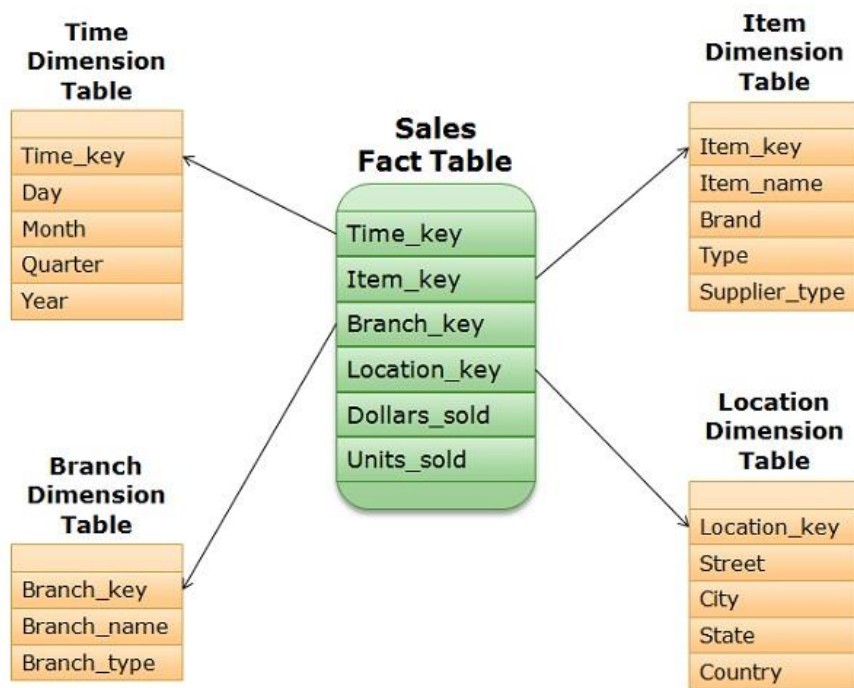 Time
Dimension
Table
Time_key
Day
Month
Quarter
Year
Sales
Fact Table
Time_key
Item_key
Branch_key
Location_key
Dollars_sold
Units_sold
Item
Dimension
Table
Item_key
Item_name
Brand
Type
Supplier_type
Branch
Dimension
Table
Branch_key
Branch_name
Branch_type
Location
Dimension
Table
Location_key
Street
City
State
Country